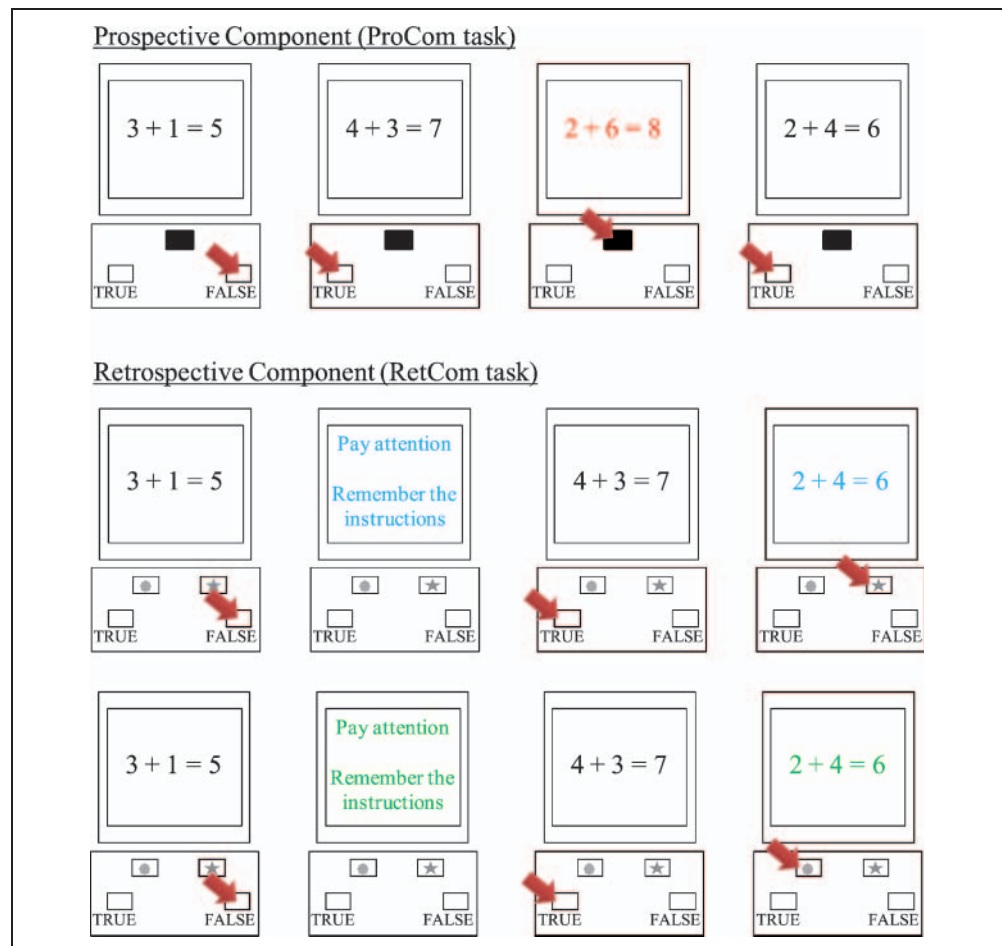 Prospective Component (ProCom task)
3 + 1 = 5
4 + 3 = 7
2 + 6 = 8
2 + 4 = 6
TRUE FALSE
TRUE FALSE
TRUE FALSE
TRUE FALSE
Retrospective Component (RetCom task)
3 + 1 = 5
Pay attention
Remember the
instructions
4 + 3 = 7
2 + 4 = 6
TRUE FALSE
TRUE FALSE
TRUE FALSE
TRUE FALSE
3 + 1 = 5
Pay attention
Remember the
instructions
4 + 3 = 7
2 + 4 = 6
TRUE FALSE
TRUE FALSE
TRUE FALSE
TRUE FALSE